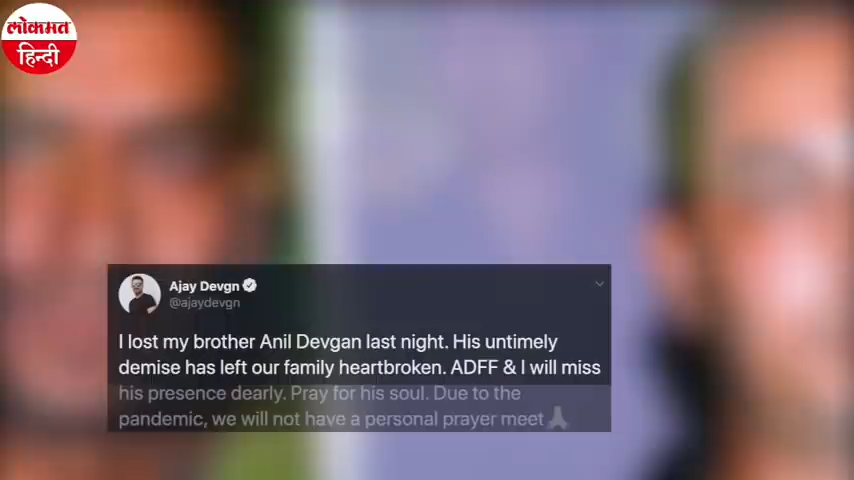 लोकमत
हिन्दी
Ajay Devgn
@ajaydevgn
I lost my brother Anil Devgan last night. His untimely
demise has left our family heartbroken. ADFF & I will miss
his presence dearly. Pray for his soul. Due to the
pandemic, we will not have a personal prayer meet🙏